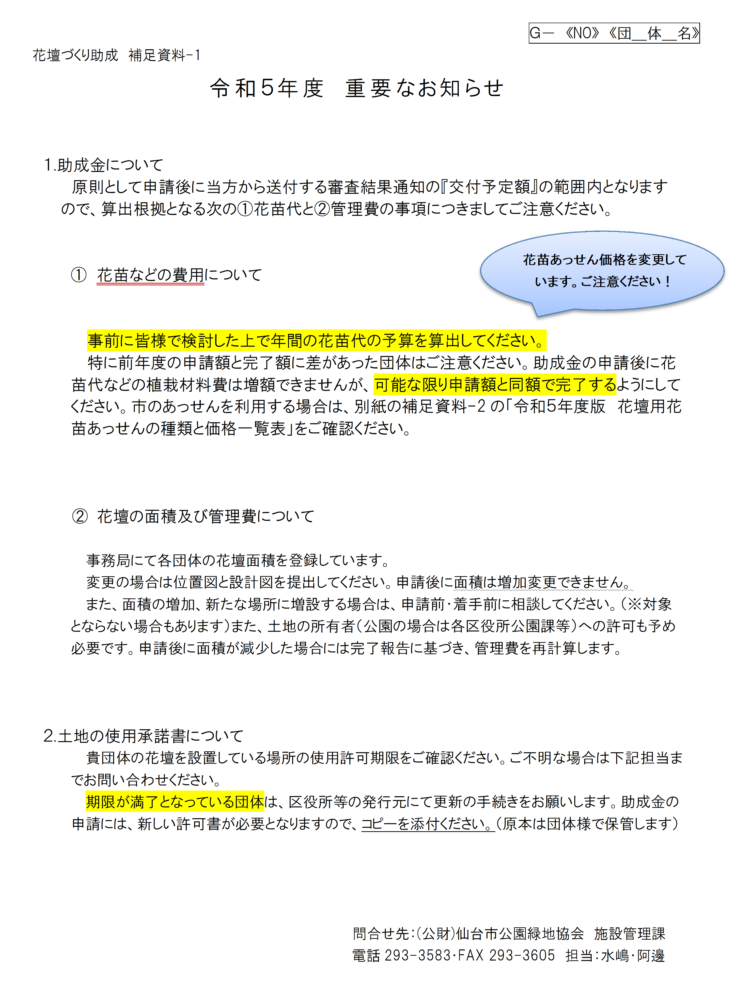 G－　《NO》《団＿体＿名》
花壇づくり助成　補足資料-1
令和５年度　重要なお知らせ
1.助成金について
原則として申請後に当方から送付する審査結果通知の『交付予定額』の範囲内となります
ので、算出根拠となる次の①花苗代と②管理費の事項につきましてご注意ください。
花苗あっせん価格を変更して
います。ご注意ください！
①　花苗などの費用について
事前に皆様で検討した上で年間の花苗代の予算を算出してください。
特に前年度の申請額と完了額に差があった団体はご注意ください。助成金の申請後に花
苗代などの植栽材料費は増額できませんが、可能な限り申請額と同額で完了するようにして
ください。市のあっせんを利用する場合は、別紙の補足資料-2 の「令和５年度版　花壇用花
苗あっせんの種類と価格一覧表」をご確認ください。
②　花壇の面積及び管理費について
事務局にて各団体の花壇面積を登録しています。
変更の場合は位置図と設計図を提出してください。申請後に面積は増加変更できません。
また、面積の増加、新たな場所に増設する場合は、申請前・着手前に相談してください。（※対象
とならない場合もあります）また、土地の所有者（公園の場合は各区役所公園課等）への許可も予め
必要です。申請後に面積が減少した場合には完了報告に基づき、管理費を再計算します。
2.土地の使用承諾書について
貴団体の花壇を設置している場所の使用許可期限をご確認ください。ご不明な場合は下記担当ま
でお問い合わせください。
期限が満了となっている団体は、区役所等の発行元にて更新の手続きをお願いします。助成金の
申請には、新しい許可書が必要となりますので、コピーを添付ください。（原本は団体様で保管します）
問合せ先：（公財）仙台市公園緑地協会　施設管理課
電話 293-3583・FAX 293-3605　担当：水嶋・阿邊